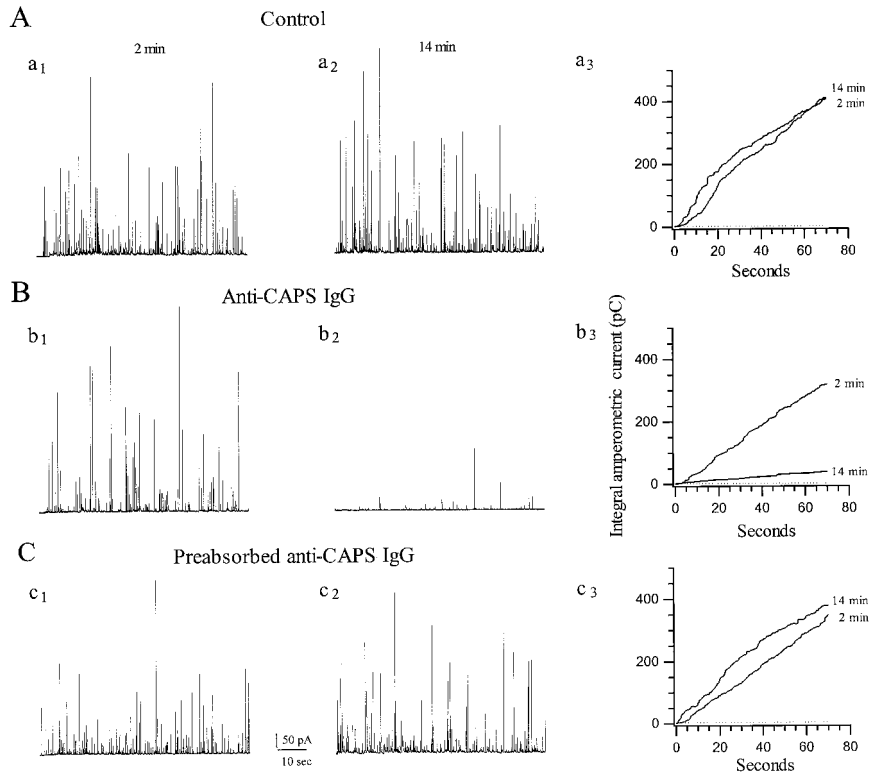 A
Control
2 min
14 min
a1
a2
a3
400
200
0
14 min
2 min
0 20 40 60 80
Seconds
B
Anti-CAPS IgG
b1
b2
b3
Integral amperometric current (pC)
400
200
0
2 min
14 min
0 20 40 60 80
Seconds
C
Preabsorbed anti-CAPS IgG
c1
c2
c3
400
200
0
14 min
2 min
0 20 40 60 80
Seconds
50 pA
10 sec